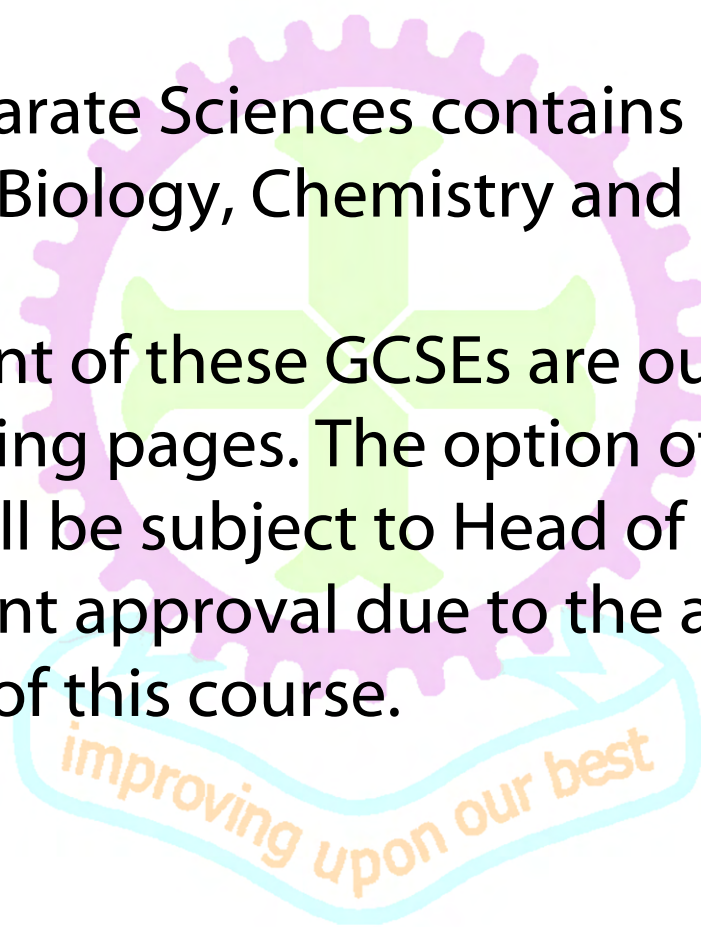 arate Sciences contains
Biology, Chemistry and
nt of these GCSEs are ou
ing pages. The option of
ll be subject to Head of
nt approval due to the a
of this course.
improving upon our best